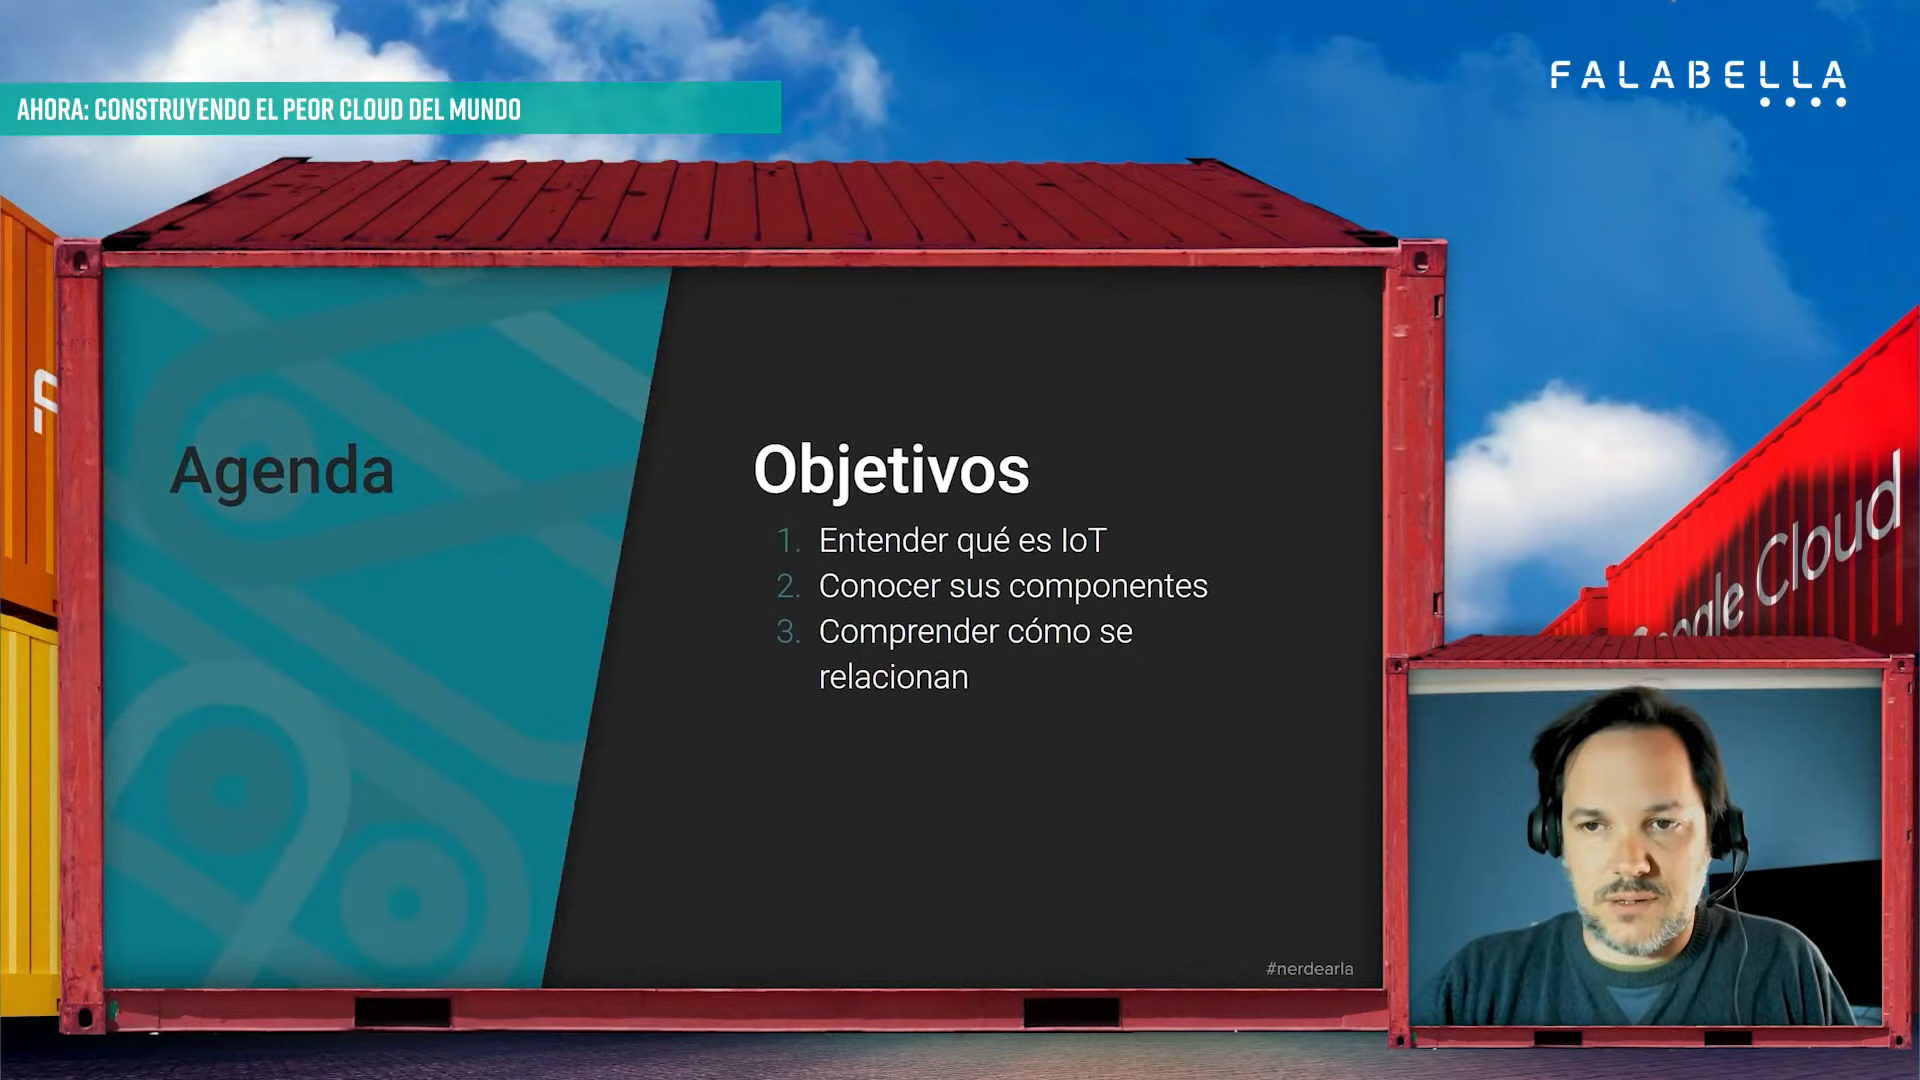 AHORA: CONSTRUYENDO EL PEOR CLOUD DEL MUNDO
FALABELLA
Agenda
Objetivos
1. Entender qué es IoT
2. Conocer sus componentes
3. Comprender cómo se
relacionan
Google Cloud
#nerdearla